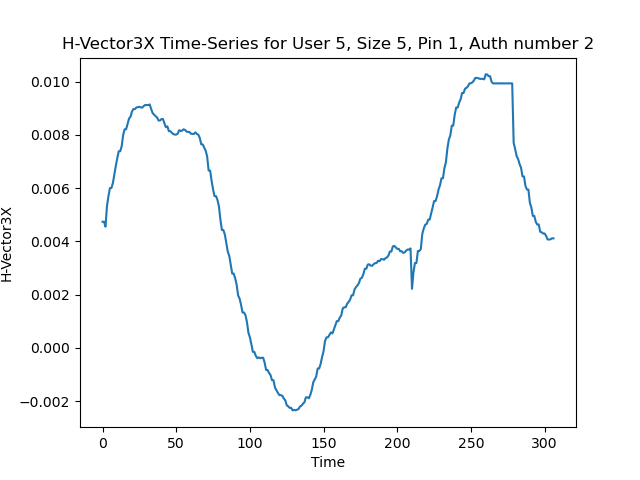 H-Vector3X Time-Series for User 5, Size 5, Pin 1, Auth number 2
0.010
0.008
0.006
0.004
0.002
0.000
−0.002
H-Vector3X
0 50 100 150 200 250 300
Time